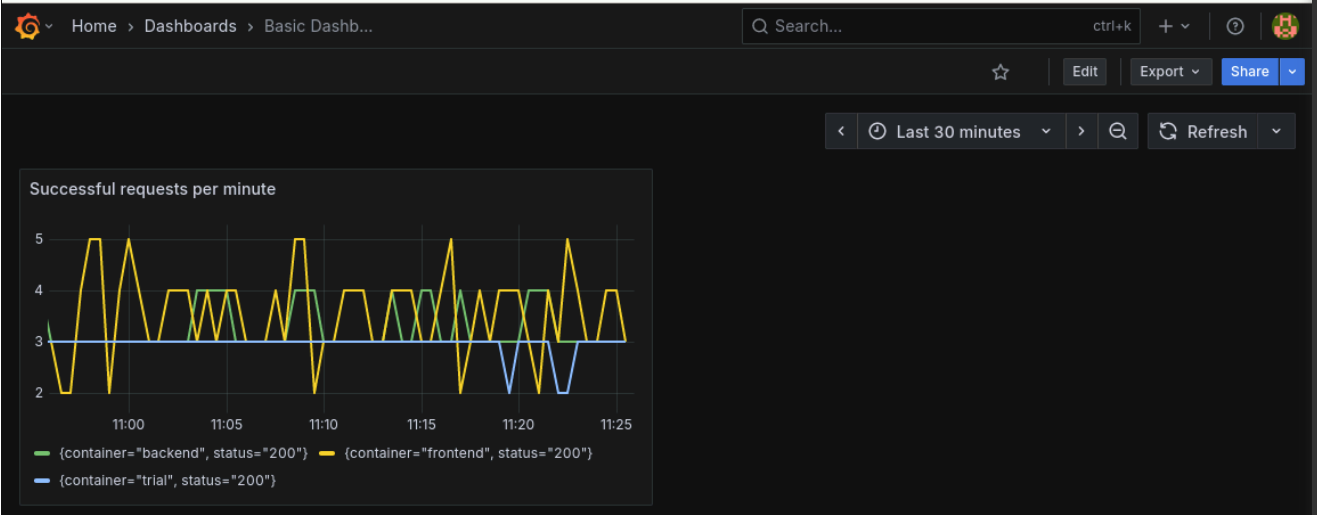 Home › Dashboards › Basic Dashb...
Search... ctrl+k
Edit Export Share
Last 30 minutes Refresh
Successful requests per minute
5
4
3
2
11:00 11:05 11:10 11:15 11:20 11:25
{container="backend", status="200"} {container="frontend", status="200"}
{container="trial", status="200"}